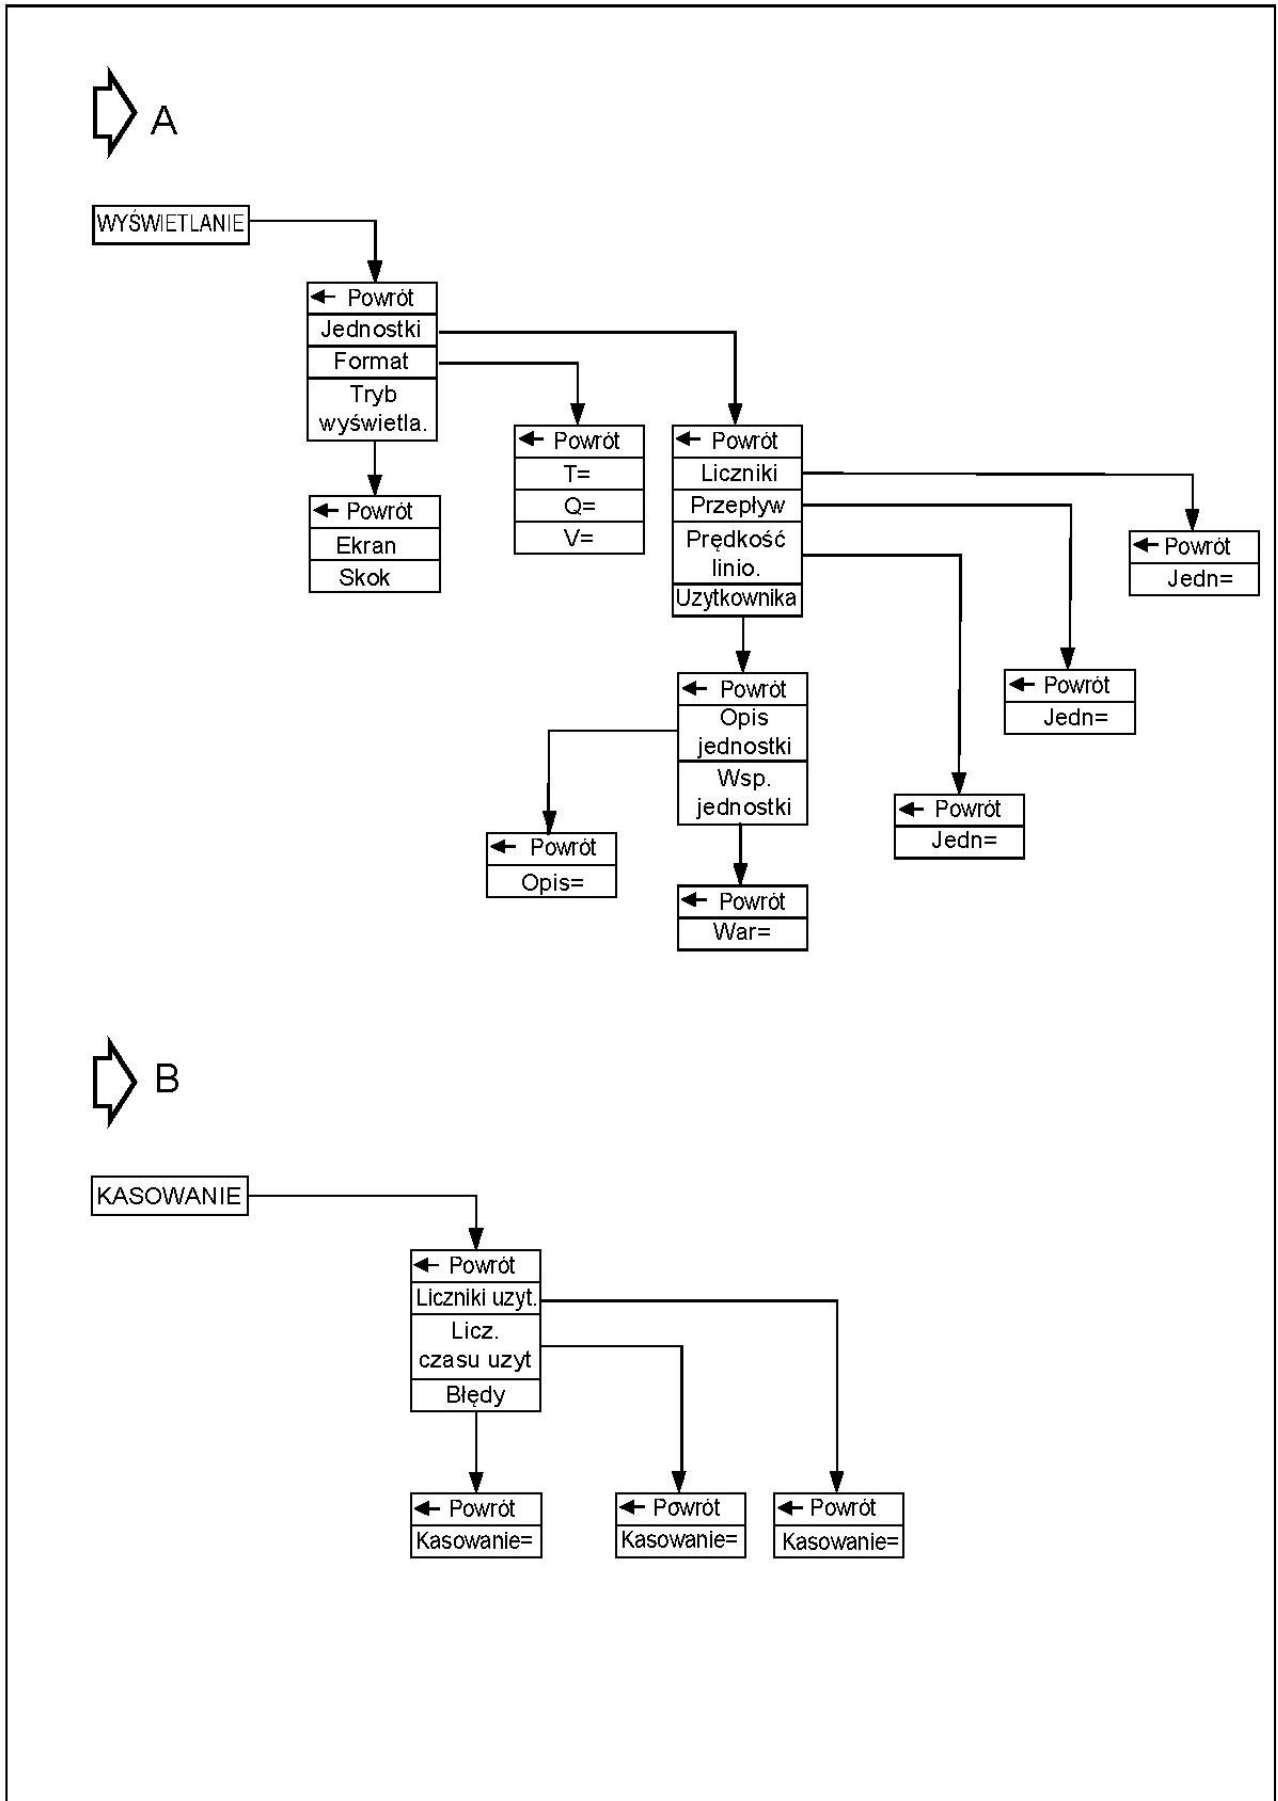 A
WYŚWIETLANIE
Powrót
Jednostki
Format
Tryb
wyświetla.
Powrót
Ekran
Skok
Powrót
T=
Q=
V=
Powrót
Liczniki
Przepływ
Prędkość
linio.
Uzytkownika
Powrót
Jedn=
Powrót
Jedn=
Powrót
Jedn=
Powrót
Opis
jednostki
Wsp.
jednostki
Powrót
Opis=
Powrót
War=
B
KASOWANIE
Powrót
Liczniki uzyt.
Licz.
czasu uzyt
Błędy
Powrót
Kasowanie=
Powrót
Kasowanie=
Powrót
Kasowanie=